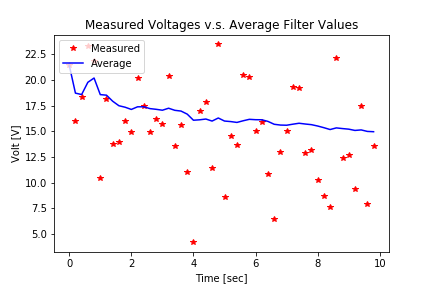 Measured Voltages v.s. Average Filter Values
Measured
Average
Volt [V]
22.5
20.0
17.5
15.0
12.5
10.0
7.5
5.0
0 2 4 6 8 10
Time [sec]